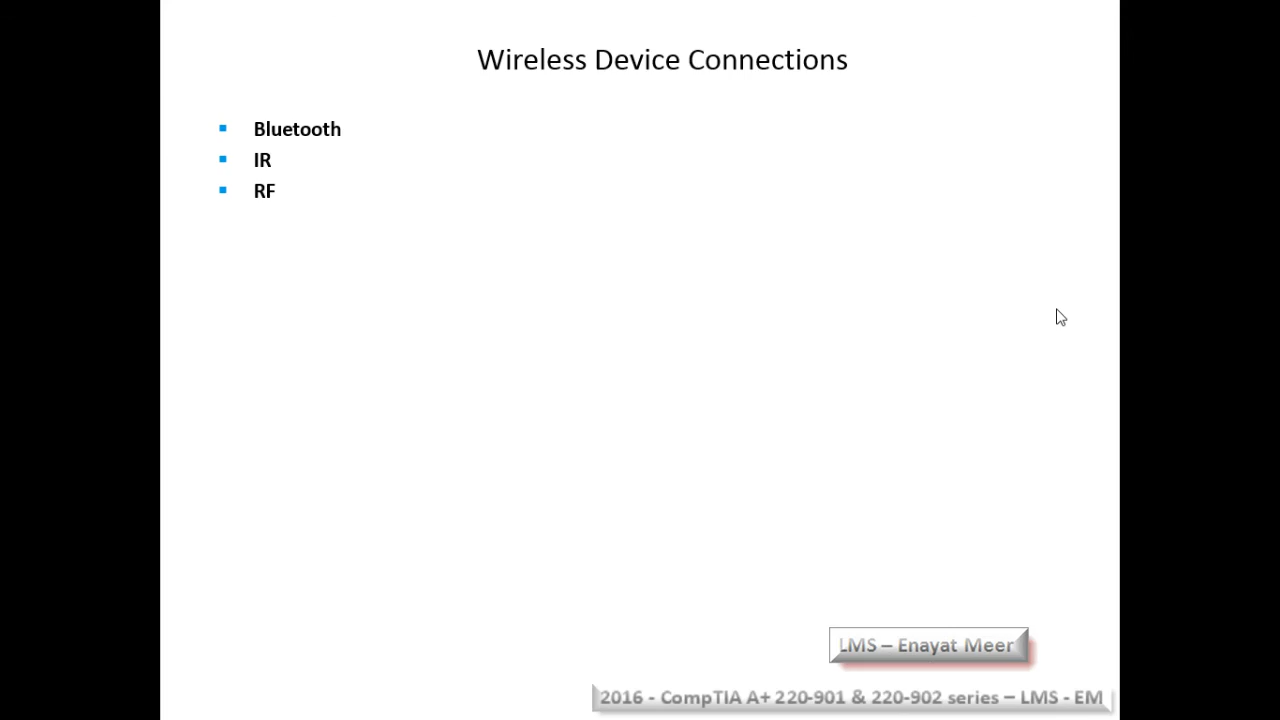 Wireless Device Connections
Bluetooth
IR
RF
LMS – Enayat Meer
2016 - CompTIA A+ 220-901 & 220-902 series – LMS - EM